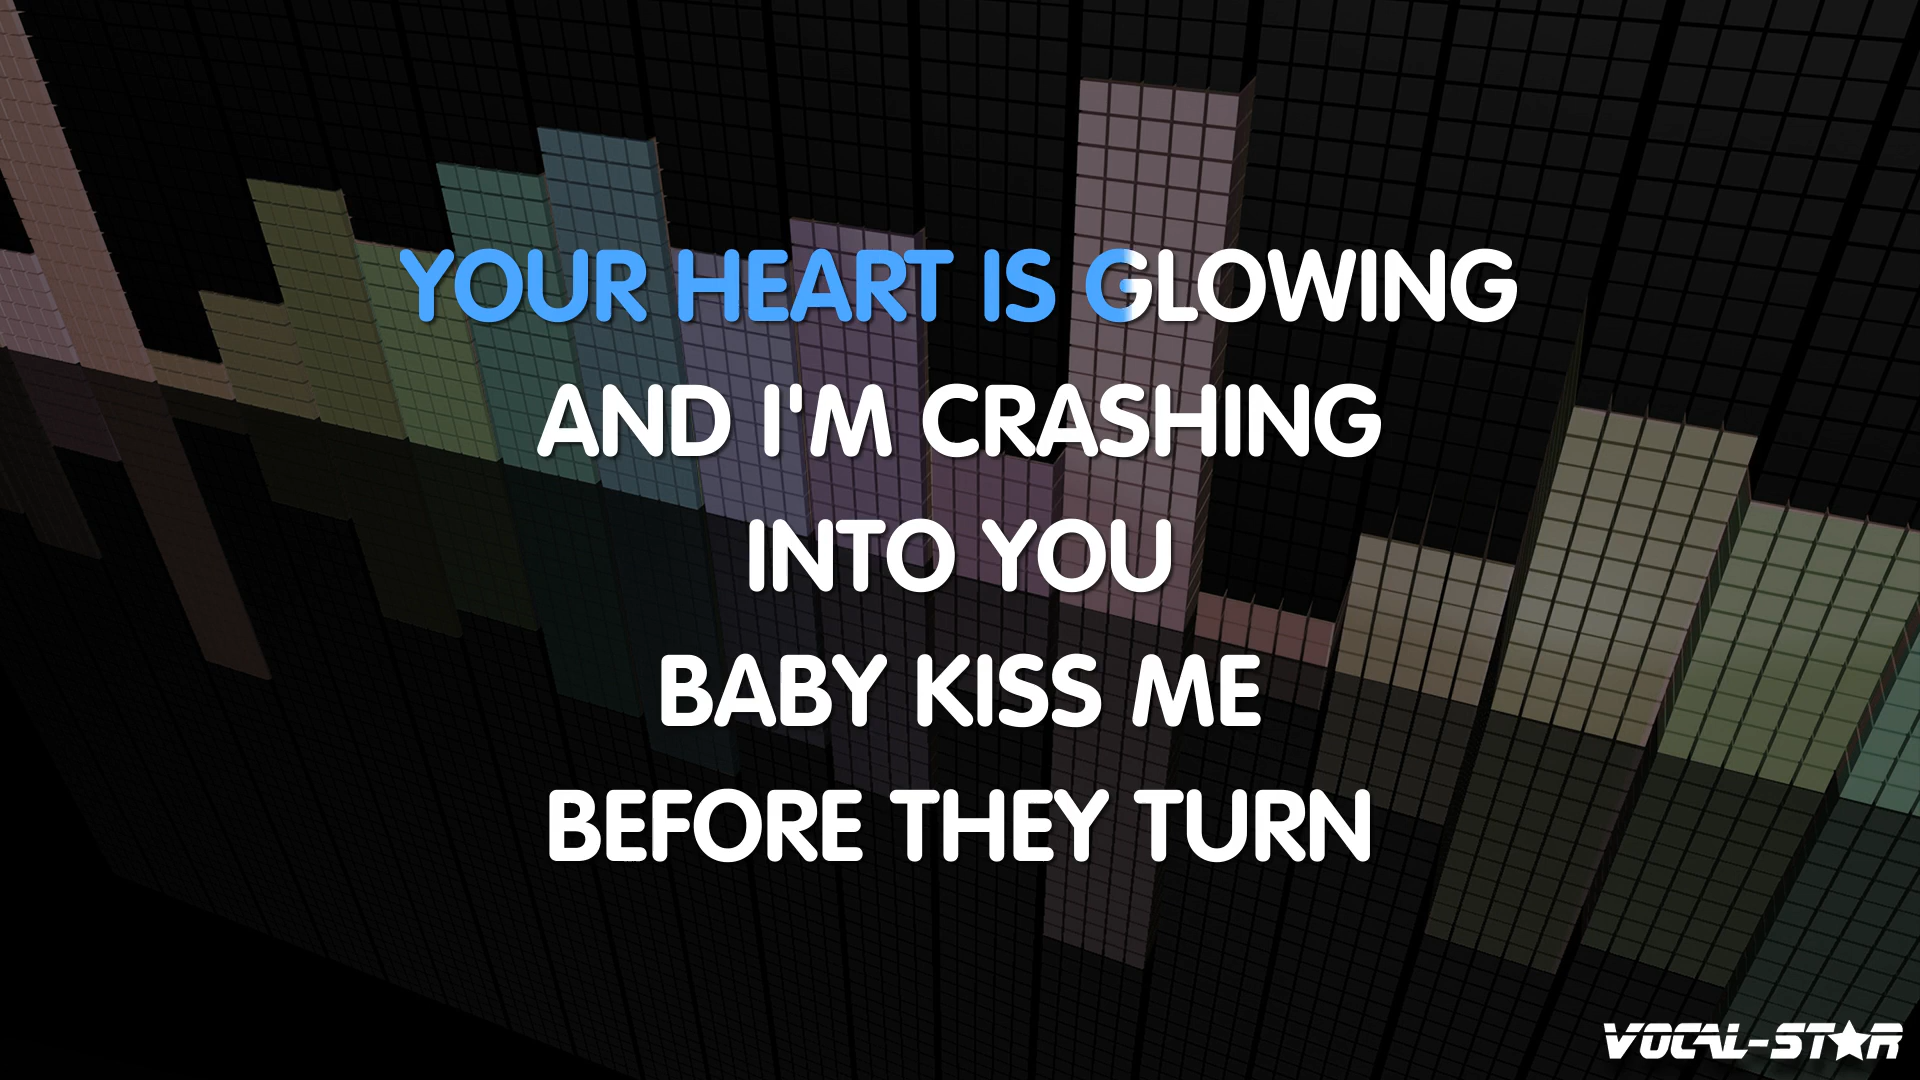 YOUR HEART IS GLOWING
AND I'M CRASHING
INTO YOU
BABY KISS ME
BEFORE THEY TURN
VOCAL-STAR